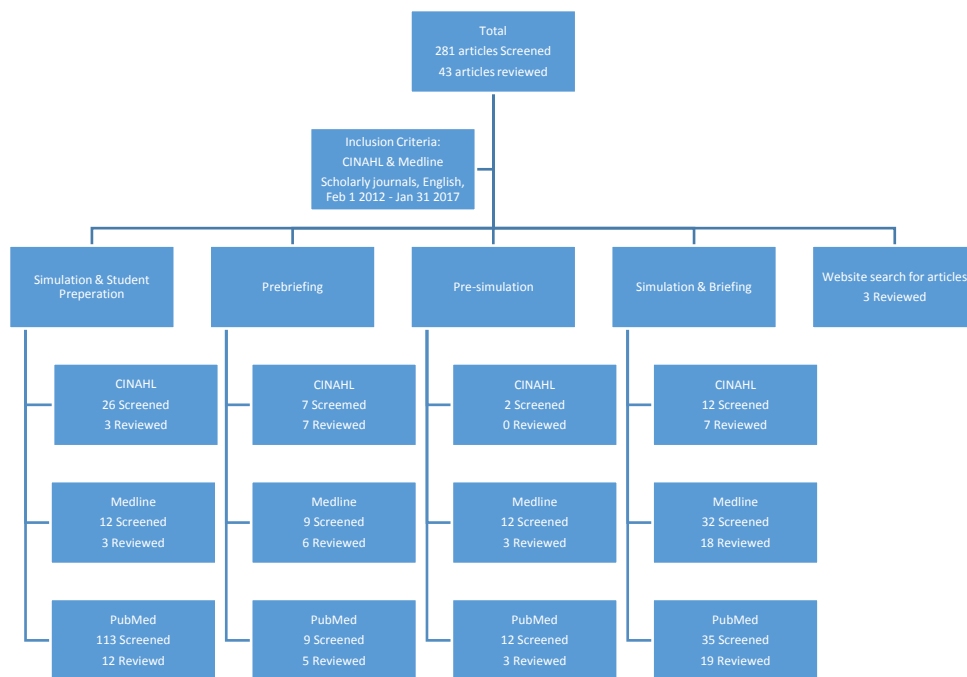 Total
281 articles Screened
43 articles reviewed
Inclusion Criteria:
CINAHL & Medline
Scholarly journals, English,
Feb 1 2012 - Jan 31 2017
Simulation & Student
Preperation
Prebriefing
Pre-simulation
Simulation & Briefing
Website search for articles
3 Reviewed
CINAHL
26 Screened
3 Reviewed
CINAHL
7 Screemed
7 Reviewed
CINAHL
2 Screened
0 Reviewed
CINAHL
12 Screened
7 Reviewed
Medline
12 Screened
3 Reviewed
Medline
9 Screened
6 Reviewed
Medline
12 Screened
3 Reviewed
Medline
32 Screened
18 Reviewed
PubMed
113 Screened
12 Reviewd
PubMed
9 Screened
5 Reviewed
PubMed
12 Screened
3 Reviewed
PubMed
35 Screened
19 Reviewed